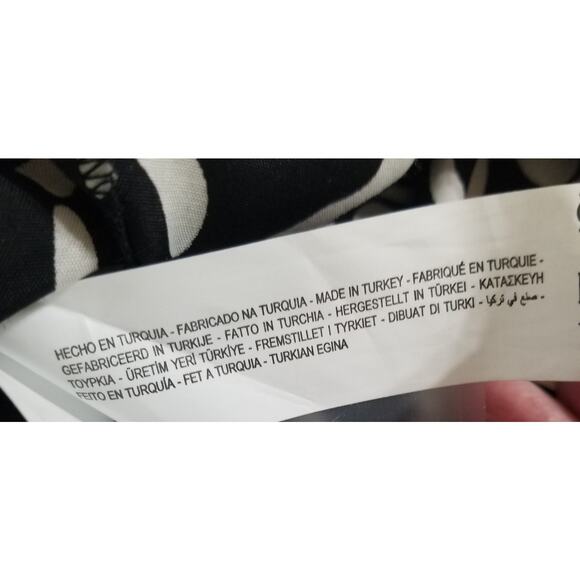 HECHO EN TURQUIA - FABRICADO NA TURQUIA - MADE IN TURKEY - FABRIQUÉ EN TURQUIE -
GEFABRICEERD IN TURKIJE - FATTO IN TURCHIA - HERGESTELLT IN TÜRKEI - ΚΑΤΑΣΚΕΥΗ
ΤΟΥΡΚΙΑ - ÜRETİM YERİ TÜRKİYE - FREMSTILLET I TYRKIET - DIBUAT DI TURKI - صنع في تركيا -
FEITO EN TURQUÍA - FET A TURQUIA - TURKIAN EGINA